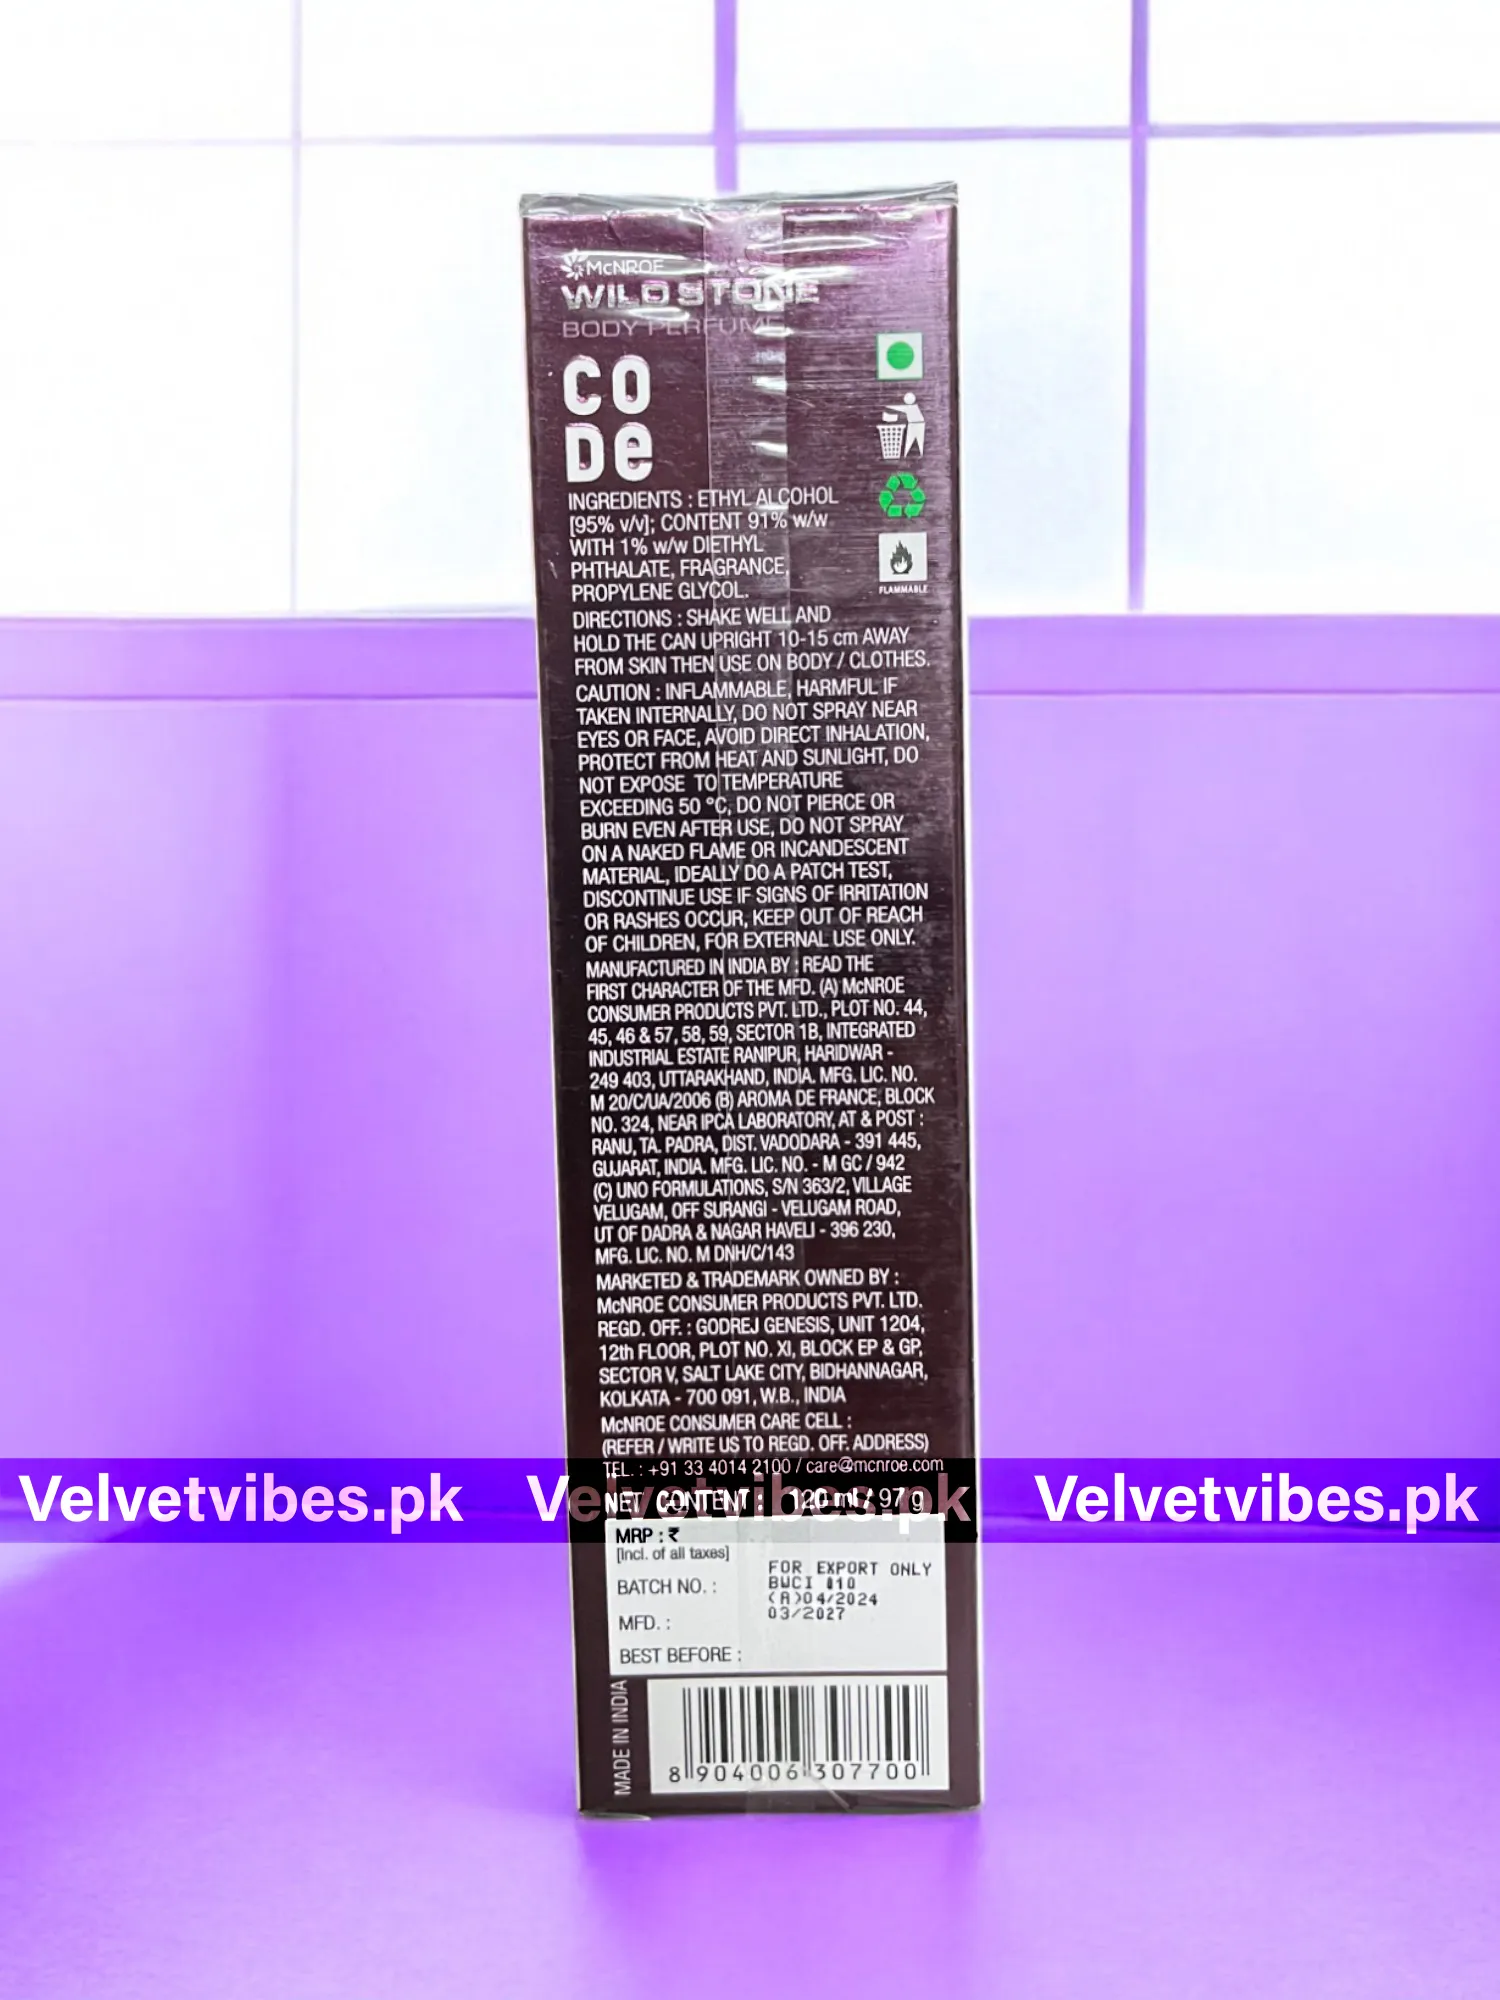 McNROE
WILD STONE
BODY PERFUME
CO
De
INGREDIENTS : ETHYL ALCOHOL
[95% v/v]; CONTENT 91% w/w
WITH 1% w/w DIETHYL
PHTHALATE, FRAGRANCE,
PROPYLENE GLYCOL.
FLAMMABLE
DIRECTIONS : SHAKE WELL AND
HOLD THE CAN UPRIGHT 10-15 cm AWAY
FROM SKIN THEN USE ON BODY / CLOTHES.
CAUTION : INFLAMMABLE, HARMFUL IF
TAKEN INTERNALLY, DO NOT SPRAY NEAR
EYES OR FACE, AVOID DIRECT INHALATION,
PROTECT FROM HEAT AND SUNLIGHT, DO
NOT EXPOSE TO TEMPERATURE
EXCEEDING 50 °C, DO NOT PIERCE OR
BURN EVEN AFTER USE, DO NOT SPRAY
ON A NAKED FLAME OR INCANDESCENT
MATERIAL, IDEALLY DO A PATCH TEST,
DISCONTINUE USE IF SIGNS OF IRRITATION
OR RASHES OCCUR, KEEP OUT OF REACH
OF CHILDREN, FOR EXTERNAL USE ONLY.
MANUFACTURED IN INDIA BY : READ THE
FIRST CHARACTER OF THE MFD. (A) McNROE
CONSUMER PRODUCTS PVT. LTD., PLOT NO. 44,
45, 46 & 57, 58, 59, SECTOR 1B, INTEGRATED
INDUSTRIAL ESTATE RANIPUR, HARIDWAR -
249 403, UTTARAKHAND, INDIA. MFG. LIC. NO.
M 20/C/UA/2006 (B) AROMA DE FRANCE, BLOCK
NO. 324, NEAR IPCA LABORATORY, AT & POST :
RANU, TA. PADRA, DIST. VADODARA - 391 445,
GUJARAT, INDIA. MFG. LIC. NO. - M GC / 942
(C) UNO FORMULATIONS, S/N 363/2, VILLAGE
VELUGAM, OFF SURANGI - VELUGAM ROAD,
UT OF DADRA & NAGAR HAVELI - 396 230,
MFG. LIC. NO. M DNH/C/143
MARKETED & TRADEMARK OWNED BY :
McNROE CONSUMER PRODUCTS PVT. LTD.
REGD. OFF. : GODREJ GENESIS, UNIT 1204,
12th FLOOR, PLOT NO. XI, BLOCK EP & GP,
SECTOR V, SALT LAKE CITY, BIDHANNAGAR,
KOLKATA - 700 091, W.B., INDIA
McNROE CONSUMER CARE CELL :
(REFER / WRITE US TO REGD. OFF. ADDRESS)
TEL. : +91 33 4014 2100 / care@mcnroe.com
Velvetvibes.pk Velvetvibes.pk Velvetvibes.pk
NET CONTENT : 120 ml / 97 g
MRP : ₹
[Incl. of all taxes]
FOR EXPORT ONLY
BATCH NO. : BWCI 010
(A)04/2024
MFD. : 03/2027
BEST BEFORE :
MADE IN INDIA
8 904006 307700